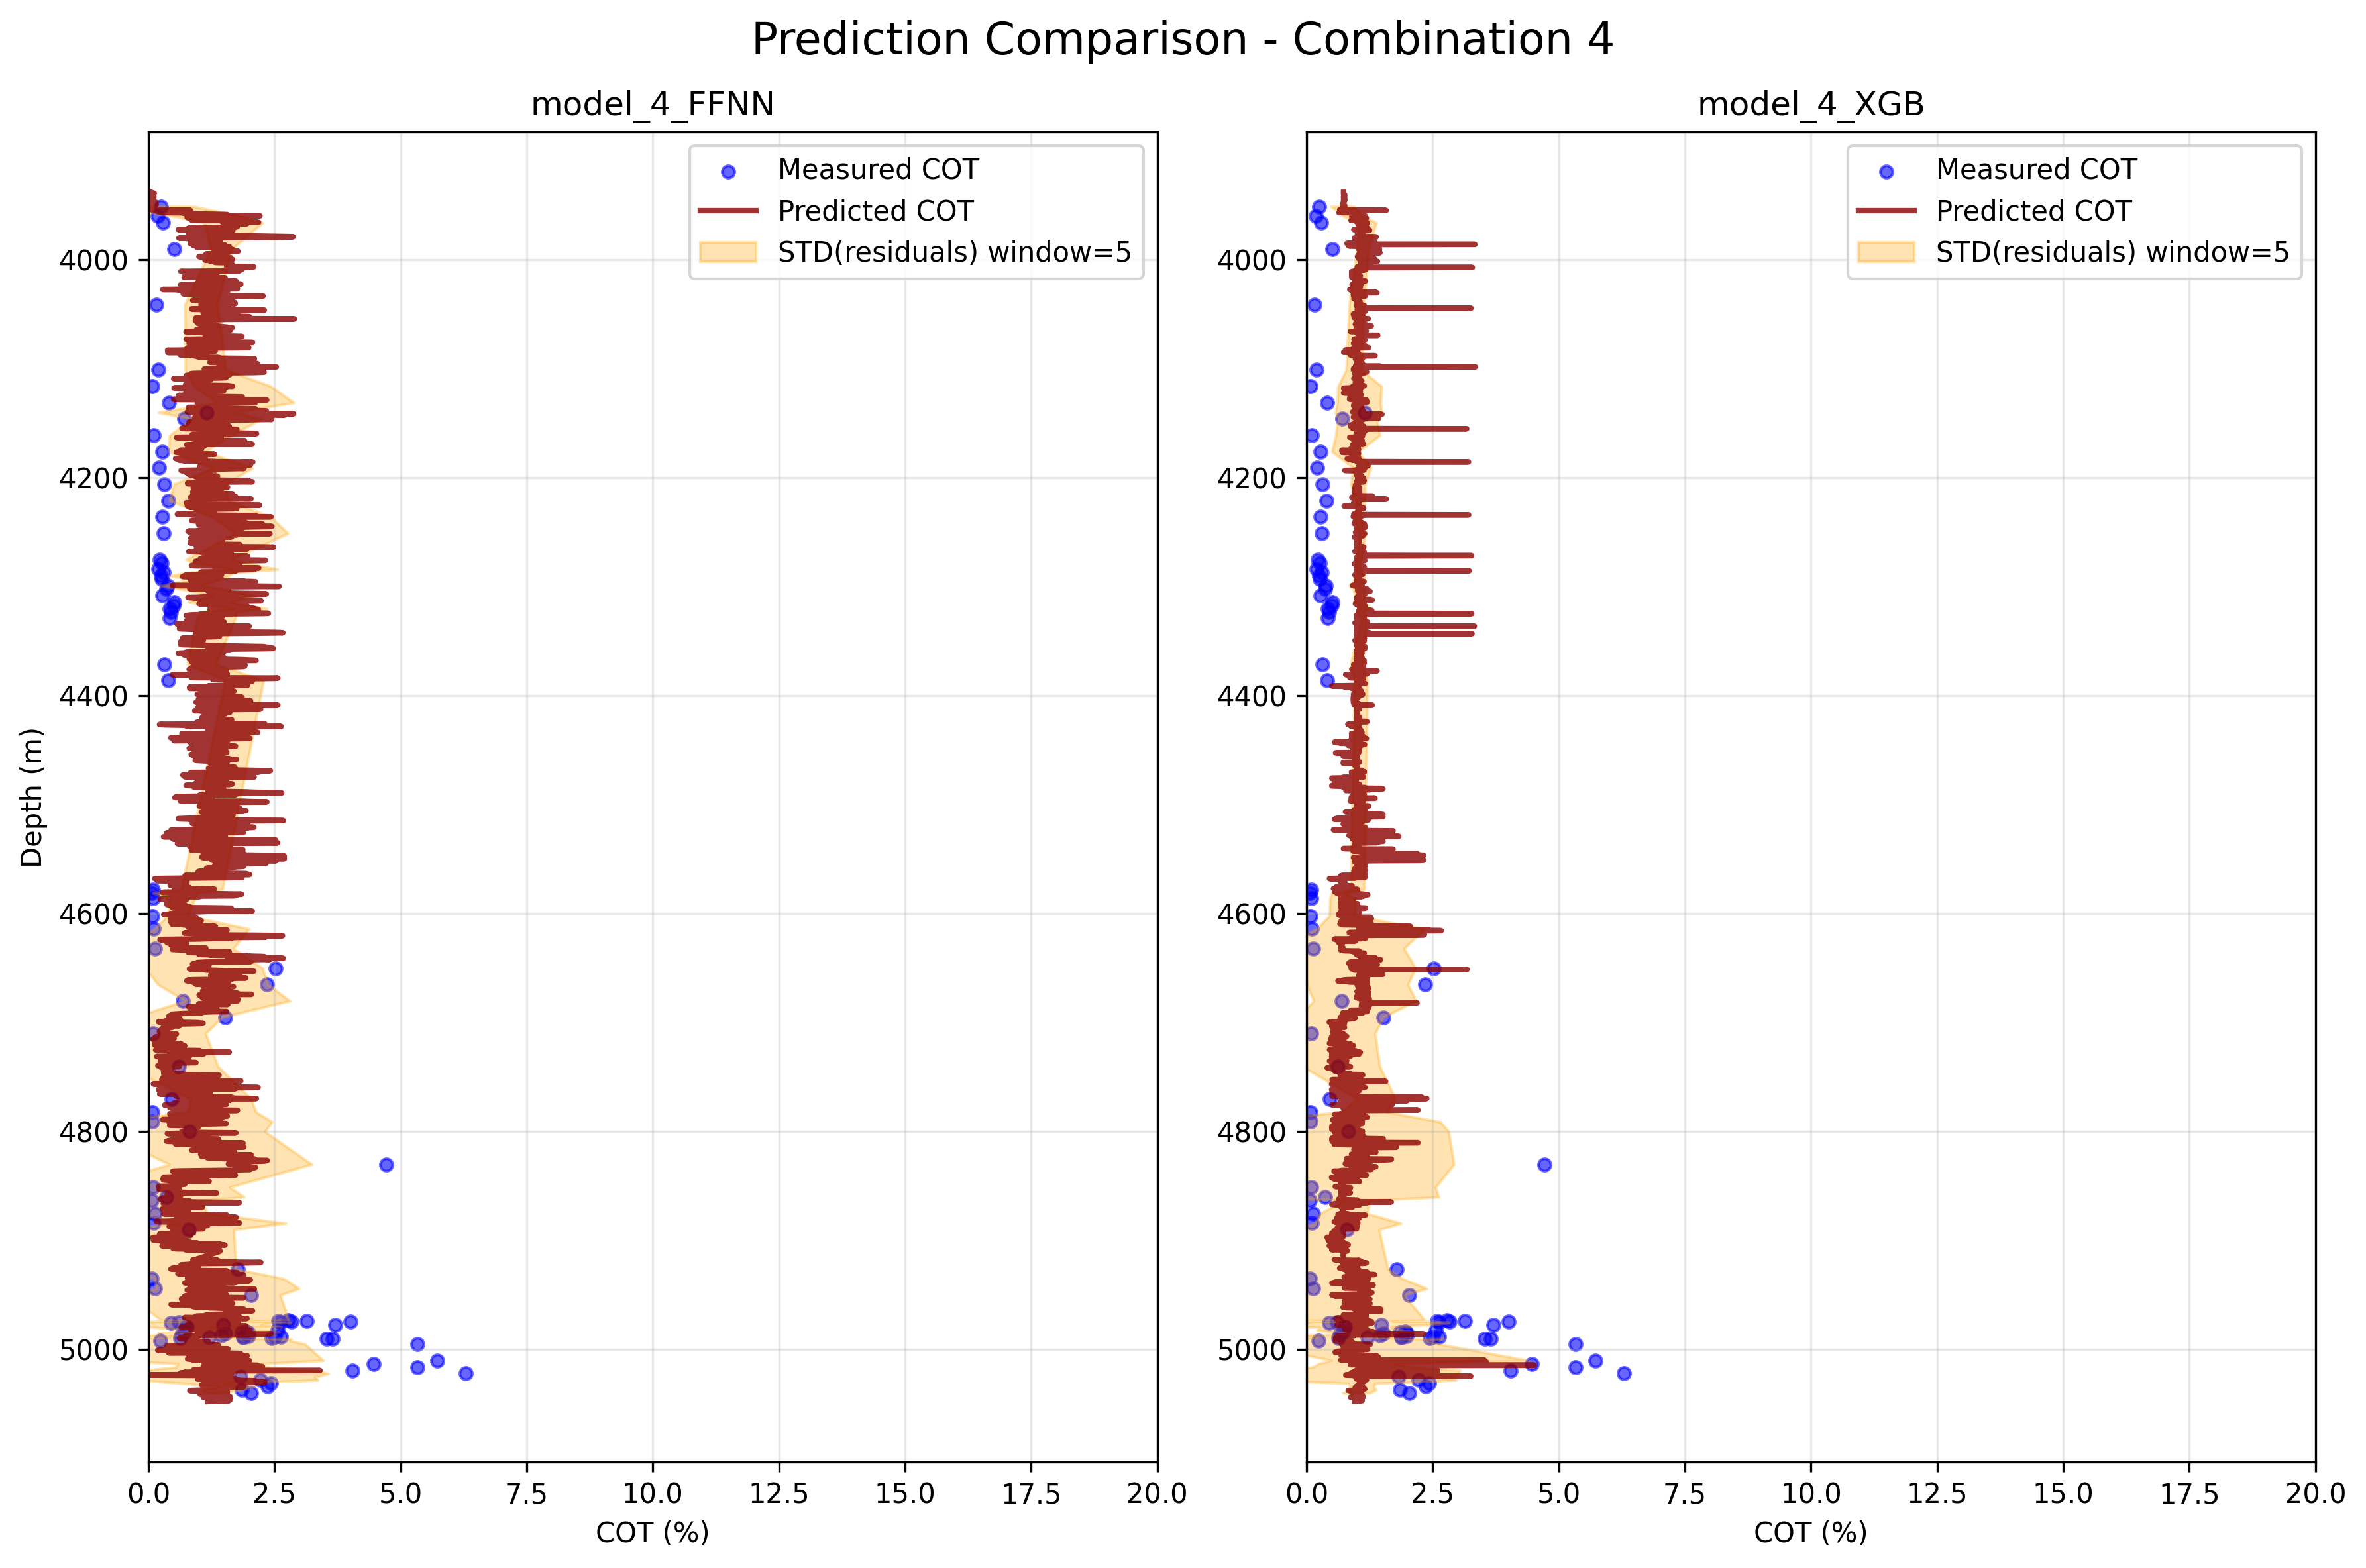 Prediction Comparison - Combination 4
model_4_FFNN
Measured COT
Predicted COT
STD(residuals) window=5
4000
4200
4400
4600
4800
5000
Depth (m)
0.0 2.5 5.0 7.5 10.0 12.5 15.0 17.5 20.0
COT (%)
model_4_XGB
Measured COT
Predicted COT
STD(residuals) window=5
4000
4200
4400
4600
4800
5000
0.0 2.5 5.0 7.5 10.0 12.5 15.0 17.5 20.0
COT (%)